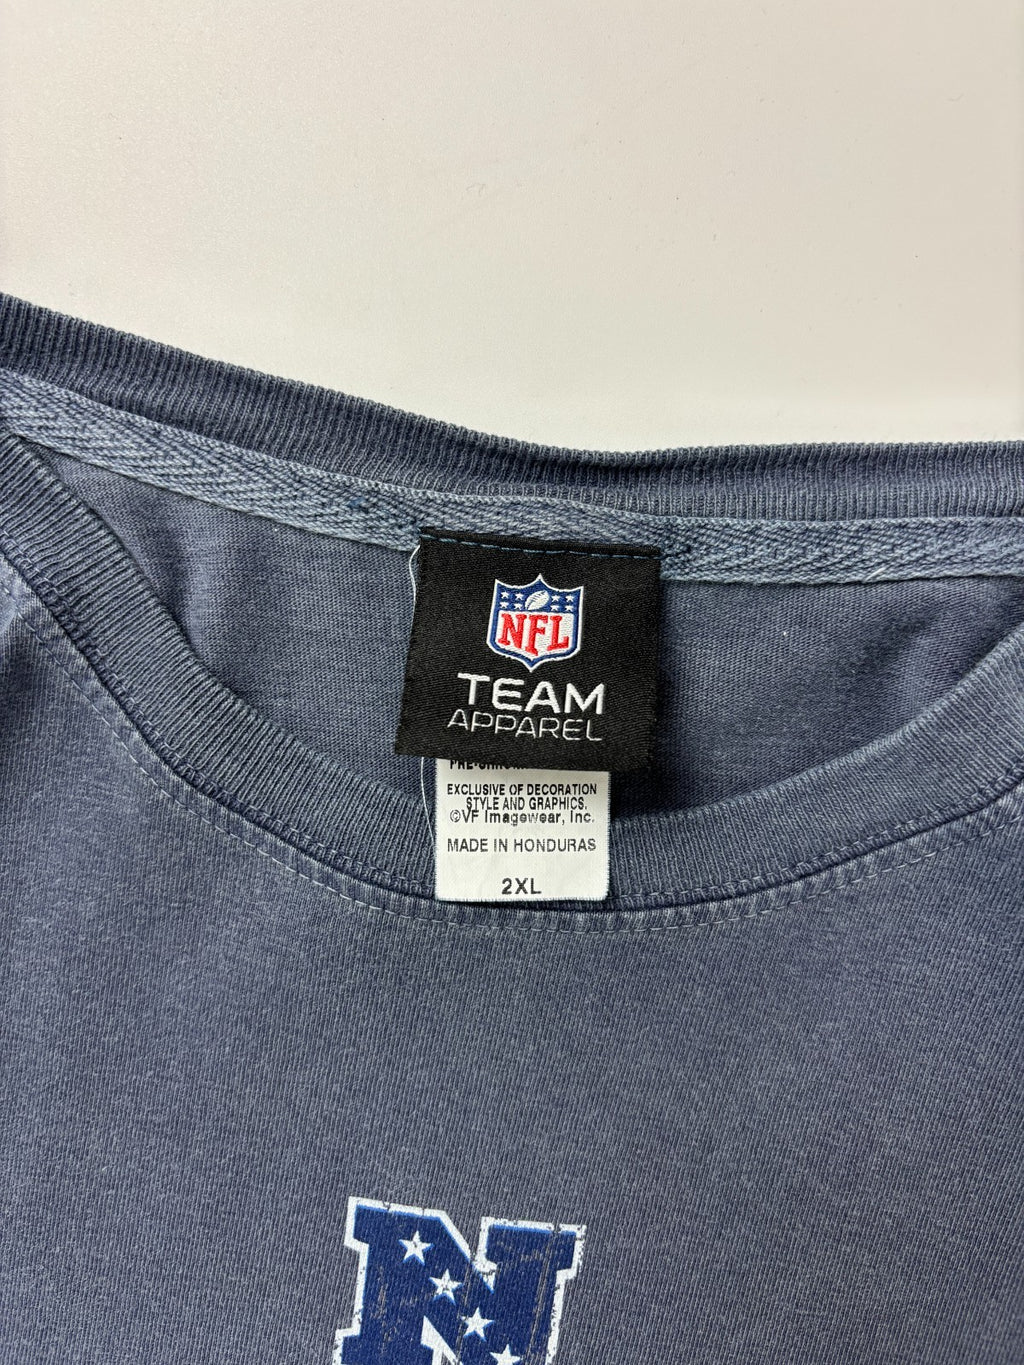 NFL
TEAM
APPAREL
EXCLUSIVE OF DECORATION
STYLE AND GRAPHICS.
©VF Imagewear, Inc.
MADE IN HONDURAS
2XL
N